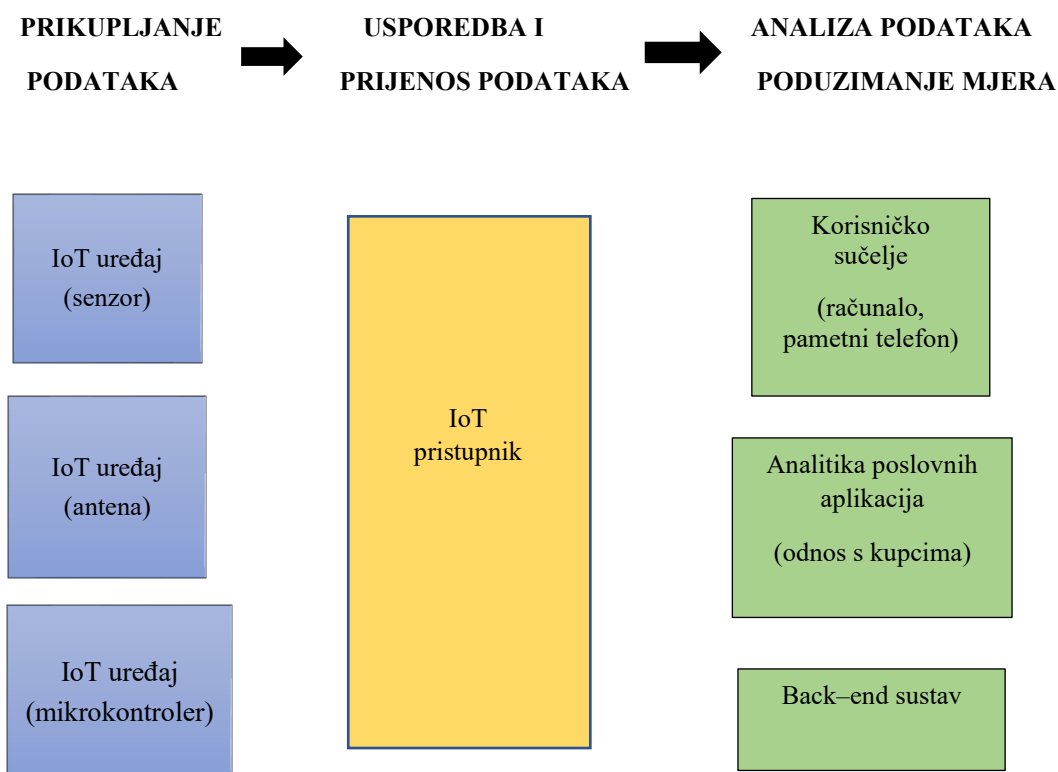 PRIKUPLJANJE
PODATAKA
USPOREDBA I
PRIJENOS PODATAKA
ANALIZA PODATAKA
PODUZIMANJE MJERA
IoT uređaj
(senzor)
IoT uređaj
(antena)
IoT uređaj
(mikrokontroler)
IoT
pristupnik
Korisničko
sučelje
(računalo,
pametni telefon)
Analitika poslovnih
aplikacija
(odnos s kupcima)
Back–end sustav